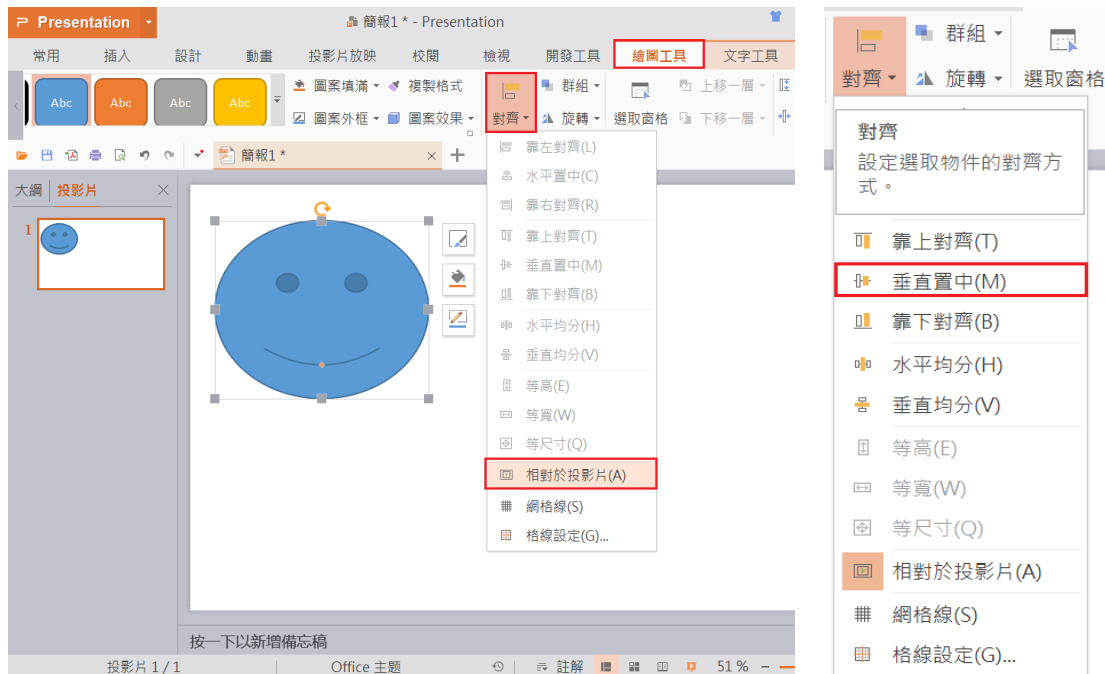 Presentation
簡報1 * - Presentation
常用 插入 設計 動畫 投影片放映 校閱 檢視 開發工具 繪圖工具 文字工具
Abc Abc Abc Abc 圖案填滿 複製格式 對齊 群組 選取窗格 上移一層
圖案外框 圖案效果 旋轉 下移一層
簡報1 *
大綱 投影片
1
靠左對齊(L)
水平置中(C)
靠右對齊(R)
靠上對齊(T)
垂直置中(M)
靠下對齊(B)
水平均分(H)
垂直均分(V)
等高(E)
等寬(W)
等尺寸(Q)
相對於投影片(A)
網格線(S)
格線設定(G)...
按一下以新增備忘稿
投影片 1 / 1 Office 主題 註解 51 %
群組
對齊 旋轉 選取窗格
對齊
設定選取物件的對齊方
式。
靠上對齊(T)
垂直置中(M)
靠下對齊(B)
水平均分(H)
垂直均分(V)
等高(E)
等寬(W)
等尺寸(Q)
相對於投影片(A)
網格線(S)
格線設定(G)...